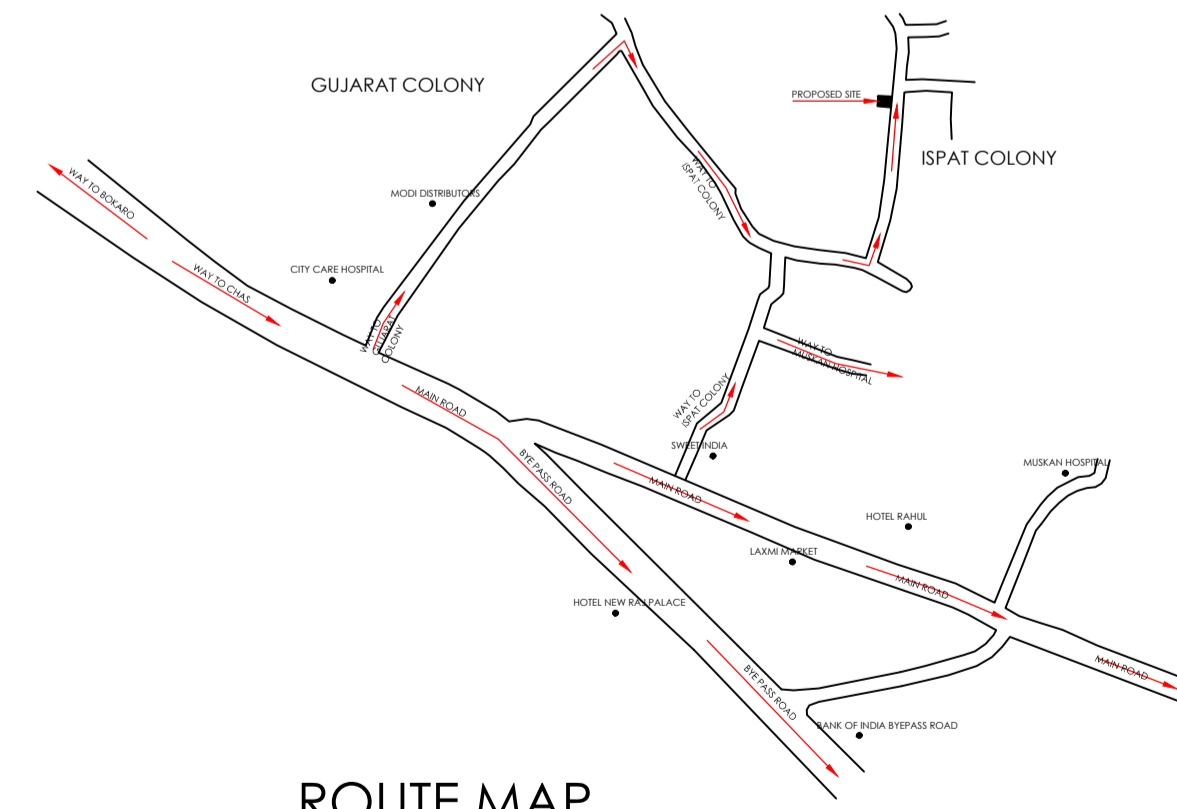 GUJARAT COLONY
PROPOSED SITE
ISPAT COLONY
WAY TO BOKARO
MODI DISTRIBUTORS
WAY TO
ISPAT COLONY
CITY CARE HOSPITAL
WAY TO CHAS
WAY TO
GUJARAT
COLONY
WAY TO
MUSKAN HOSPITAL
MAIN ROAD
WAY TO
ISPAT COLONY
SWEET INDIA
BYE PASS ROAD
MUSKAN HOSPITAL
MAIN ROAD
HOTEL RAHUL
LAXMI MARKET
MAIN ROAD
HOTEL NEW RAJ PALACE
MAIN ROAD
BYE PASS ROAD
BANK OF INDIA BYEPASS ROAD
ROUTE MAP